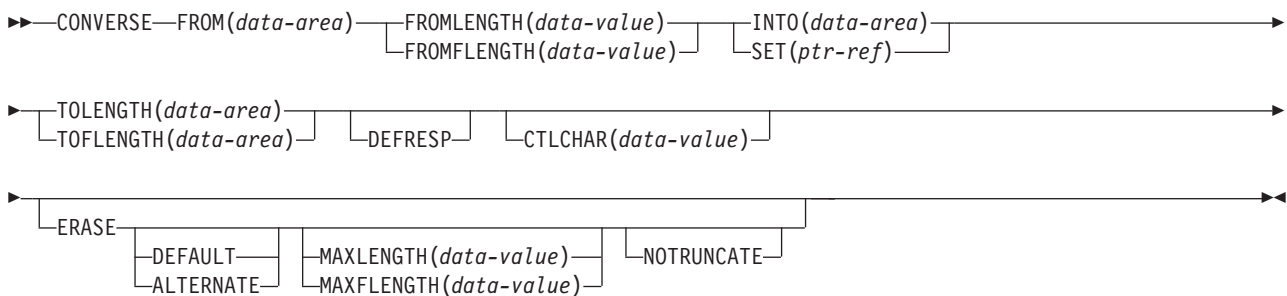 CONVERSE FROM(data-area) FROMLENGTH(data-value) INTO(data-area)
FROMFLENGTH(data-value) SET(ptr-ref)
TOLENGTH(data-area)
TOFLENGTH(data-area) DEFRESP CTLCHAR(data-value)
ERASE
DEFAULT MAXLENGTH(data-value) NOTRUNCATE
ALTERNATE MAXFLENGTH(data-value)